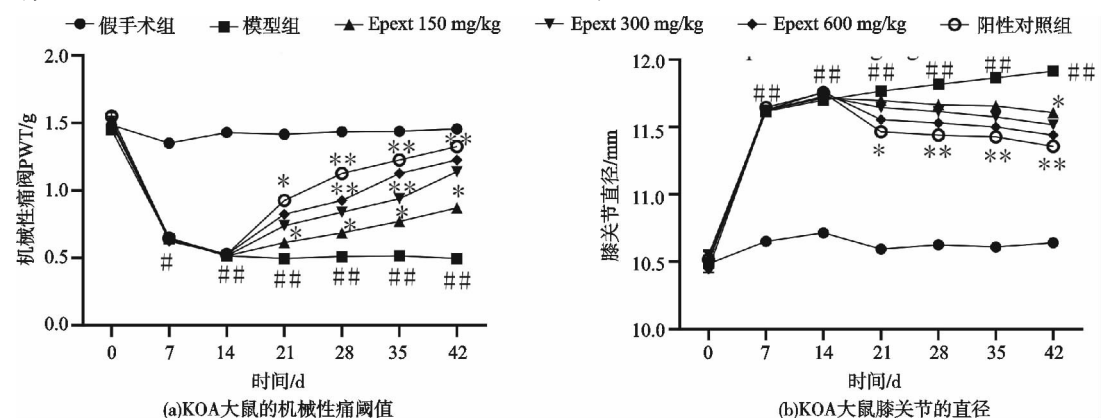 假手术组 模型组 Epext 150 mg/kg Epext 300 mg/kg Epext 600 mg/kg 阳性对照组
机械性痛阀PWT/g
2.0
1.5
1.0
0.5
0.0
# ## ## ## ## ##
* ** ** **
** **
* * * *
0 7 14 21 28 35 42
时间/d
(a)KOA大鼠的机械性痛阈值
膝关节直径/mm
12.0
11.5
11.0
10.5
10.0
## ## ## ## ## ##
*
* ** ** **
0 7 14 21 28 35 42
时间/d
(b)KOA大鼠膝关节的直径